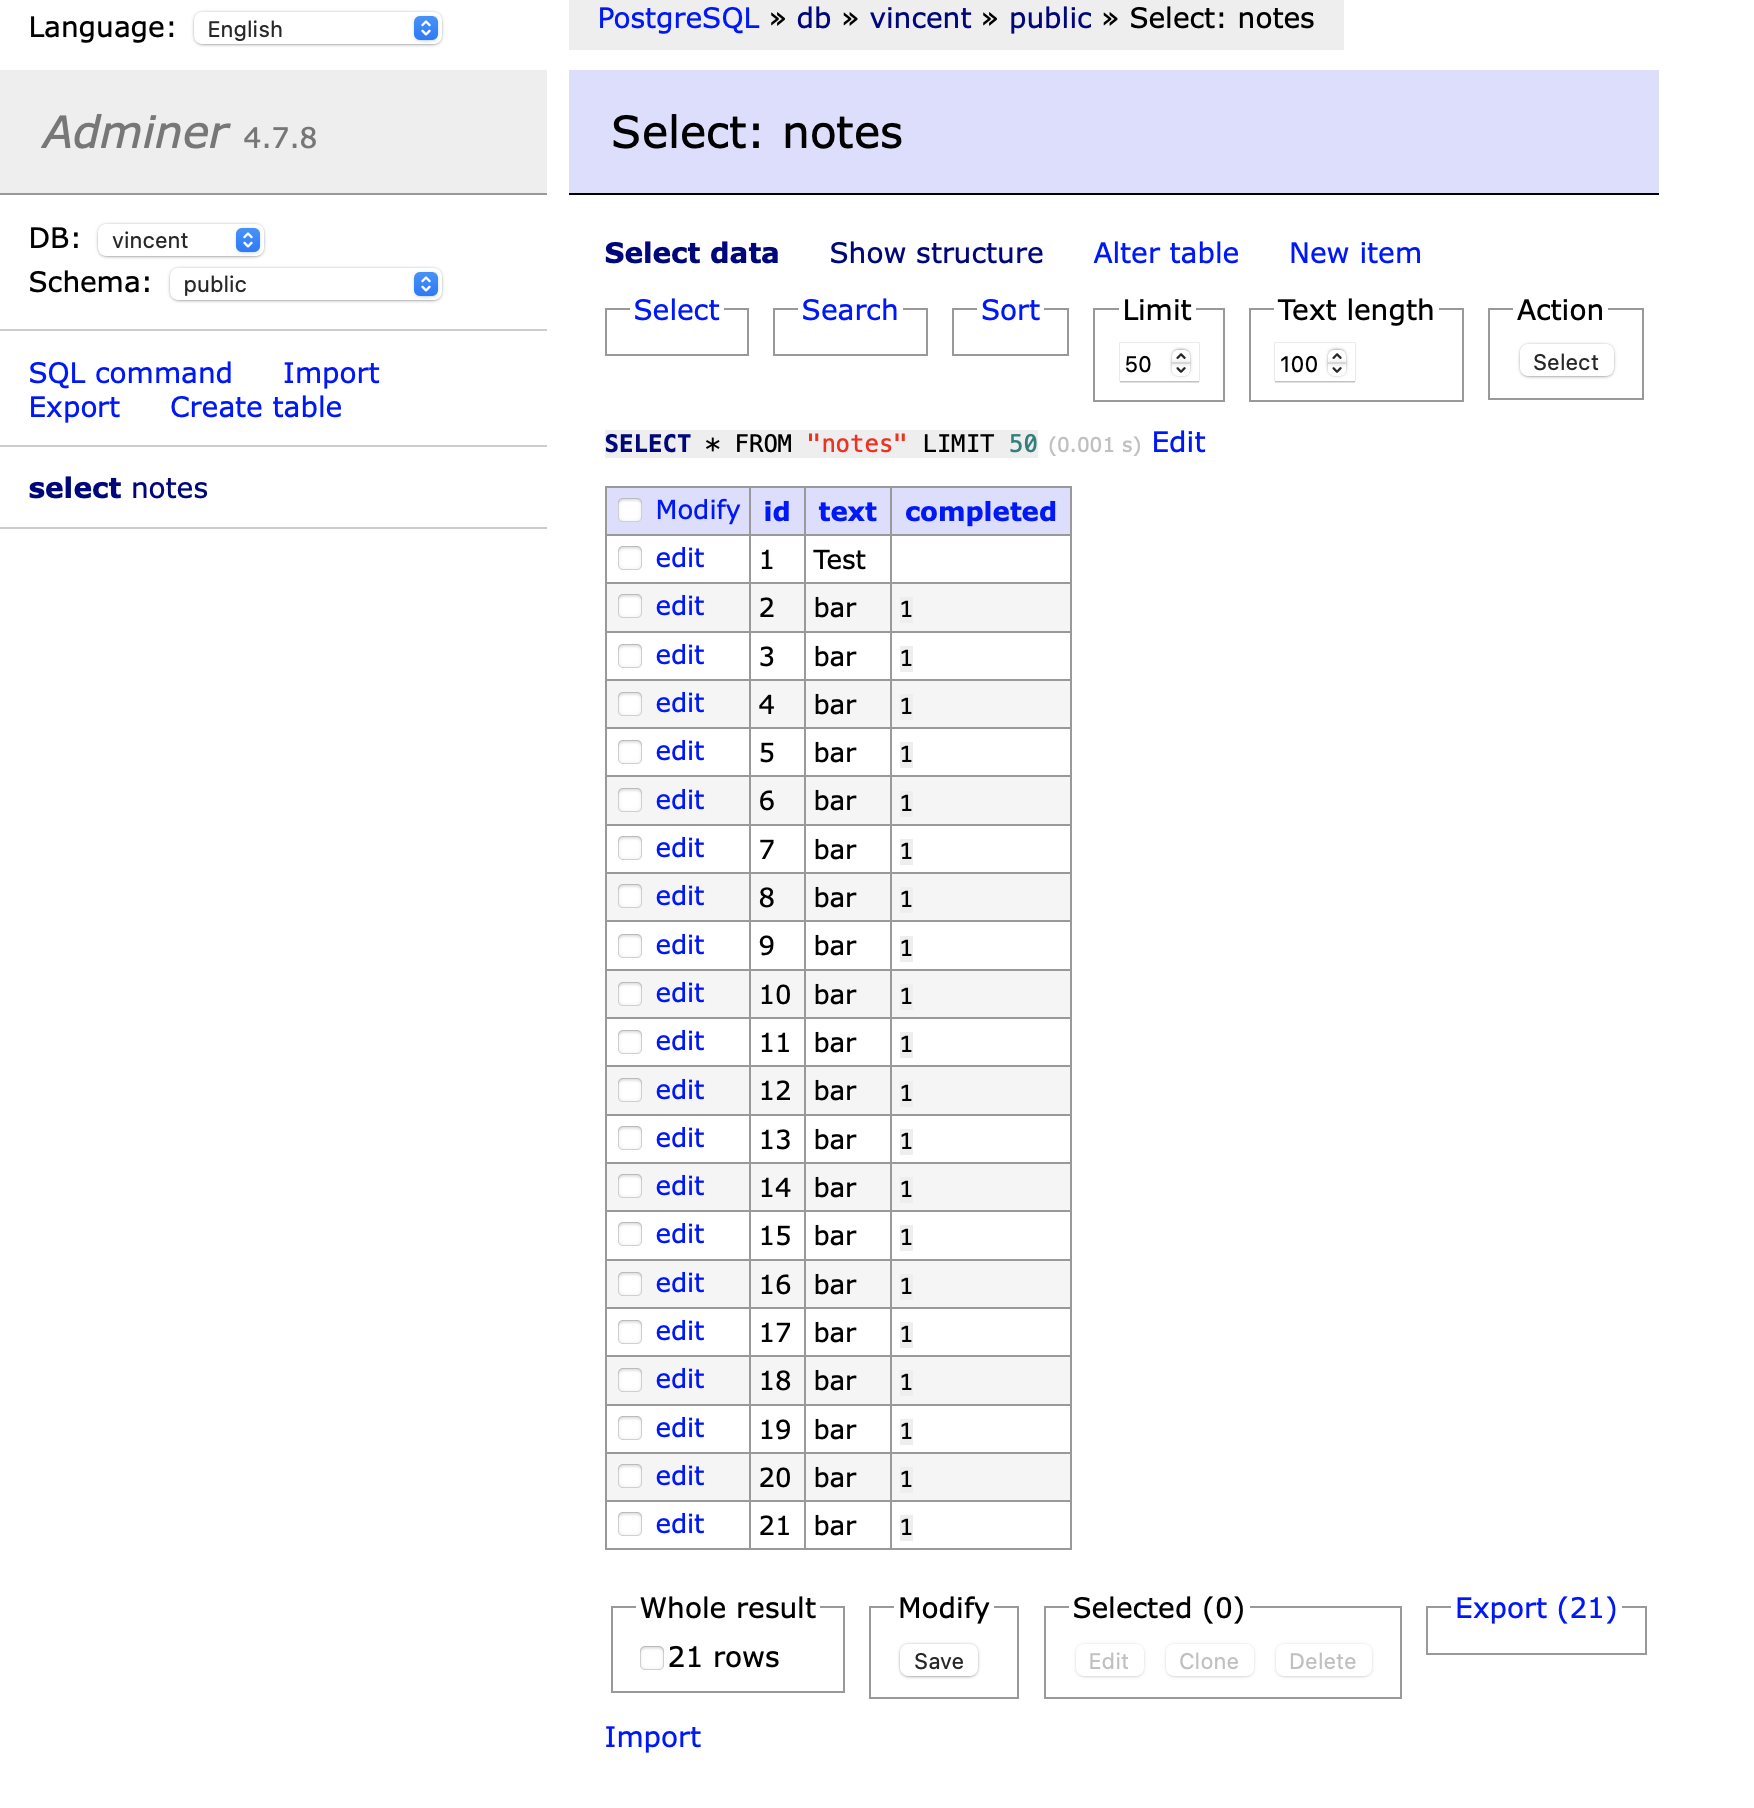 Language: English
PostgreSQL » db » vincent » public » Select: notes
Adminer 4.7.8
Select: notes
DB: vincent
Schema: public
SQL command Import
Export Create table
select notes
Select data Show structure Alter table New item
Select Search Sort Limit Text length Action
50 100 Select
SELECT * FROM "notes" LIMIT 50 (0.001 s) Edit
Modify id text completed
edit 1 Test
edit 2 bar 1
edit 3 bar 1
edit 4 bar 1
edit 5 bar 1
edit 6 bar 1
edit 7 bar 1
edit 8 bar 1
edit 9 bar 1
edit 10 bar 1
edit 11 bar 1
edit 12 bar 1
edit 13 bar 1
edit 14 bar 1
edit 15 bar 1
edit 16 bar 1
edit 17 bar 1
edit 18 bar 1
edit 19 bar 1
edit 20 bar 1
edit 21 bar 1
Whole result Modify Selected (0) Export (21)
21 rows Save Edit Clone Delete
Import